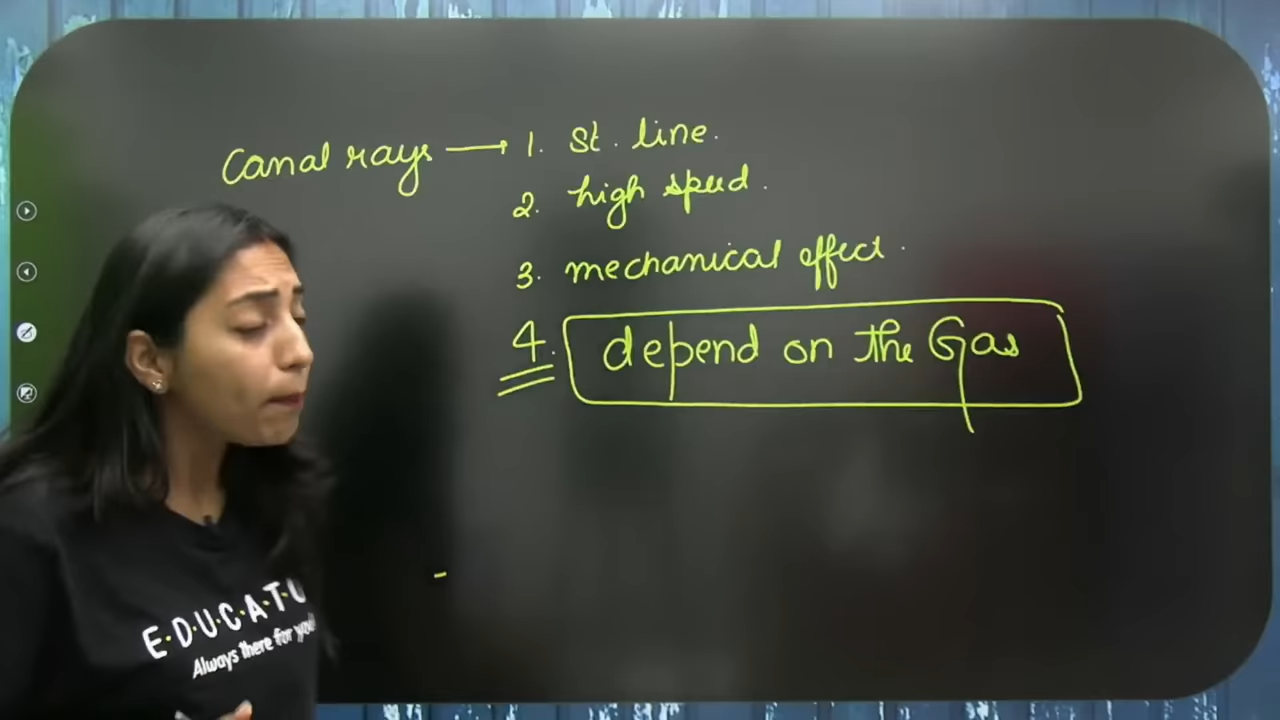 Canal rays → 1. St. line.
2. high speed.
3. mechanical effect.
4. depend on the Gas
E·D·U·C·A·T·O
Always there for you